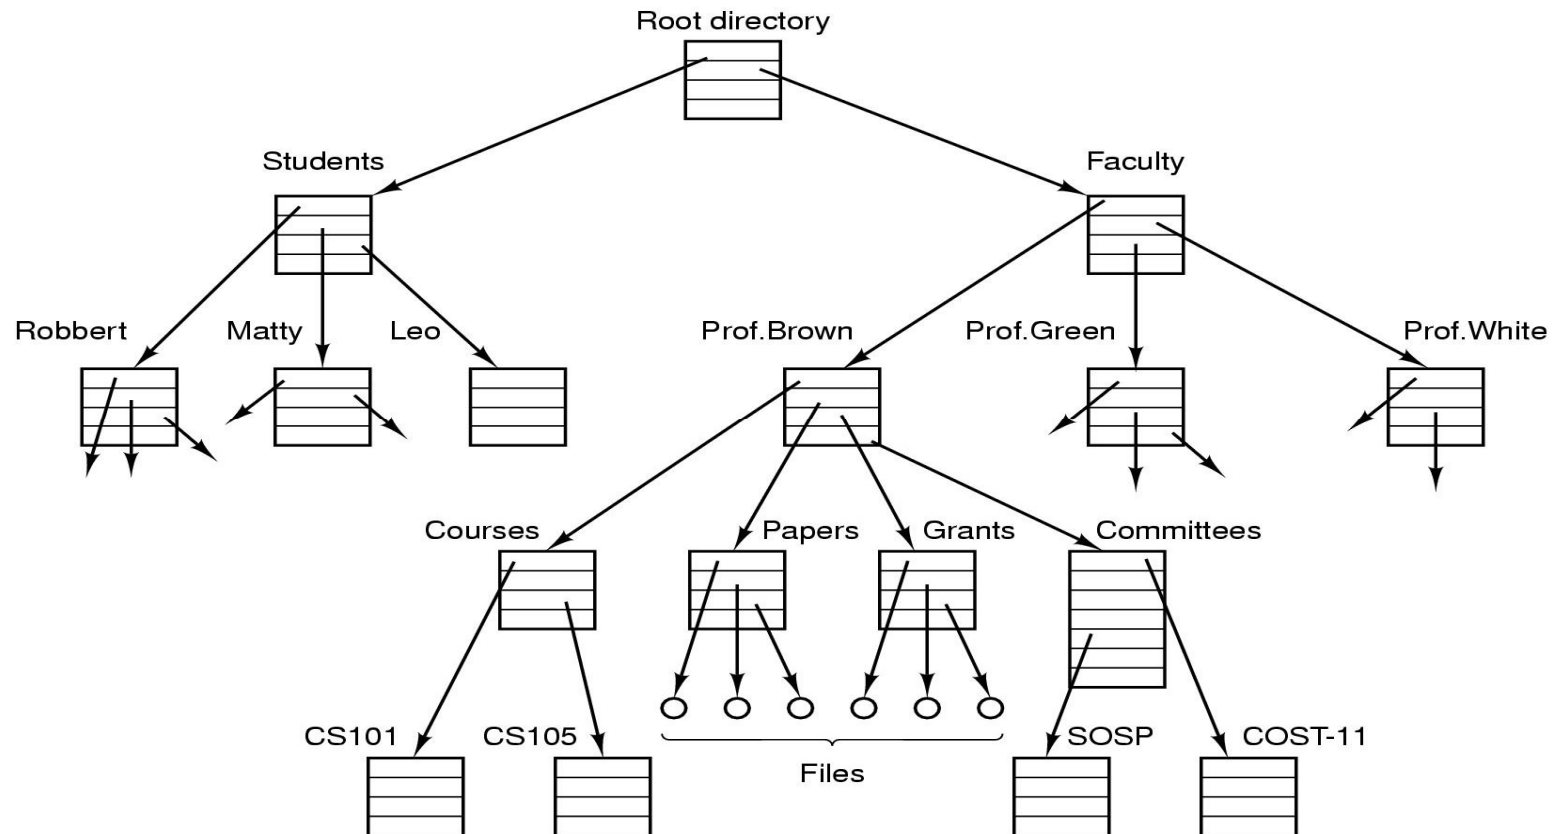 Root directory
Students
Faculty
Robbert
Matty
Leo
Prof.Brown
Prof.Green
Prof.White
Courses
Papers
Grants
Committees
CS101
CS105
SOSP
COST-11
Files